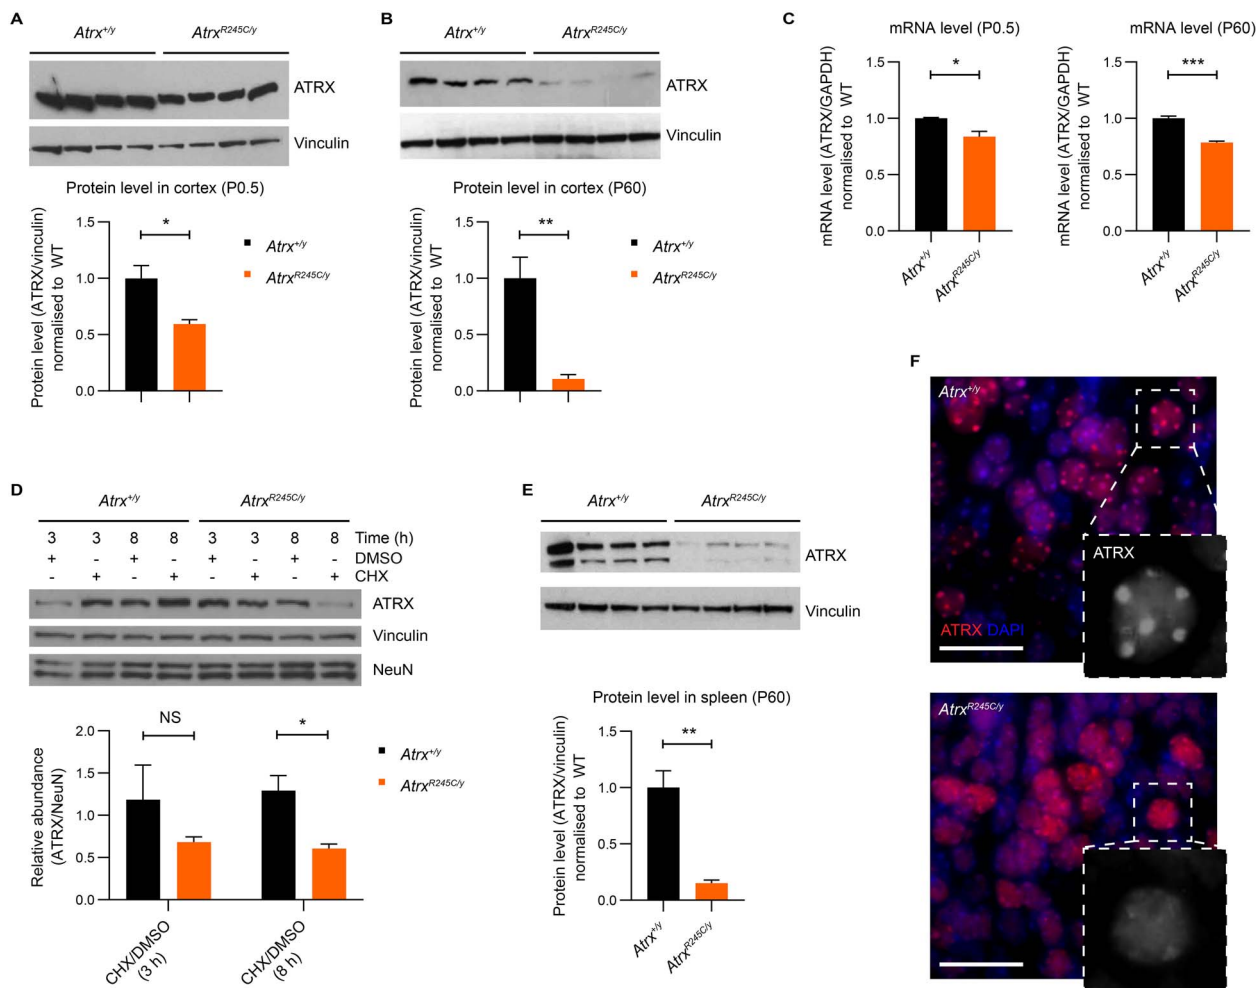 A
Atrx+/y AtrxR245C/y
ATRX
Vinculin
Protein level in cortex (P0.5)
Protein level (ATRX/vinculin)
normalised to WT
1.5
1.0
0.5
0.0
*
Atrx+/y
AtrxR245C/y
B
Atrx+/y AtrxR245C/y
ATRX
Vinculin
Protein level in cortex (P60)
Protein level (ATRX/vinculin)
normalised to WT
1.5
1.0
0.5
0.0
**
Atrx+/y
AtrxR245C/y
C
mRNA level (P0.5)
mRNA level (ATRX/GAPDH)
normalised to WT
1.5
1.0
0.5
0.0
*
Atrx+/y
AtrxR245C/y
mRNA level (P60)
mRNA level (ATRX/GAPDH)
normalised to WT
1.5
1.0
0.5
0.0
***
Atrx+/y
AtrxR245C/y
D
Atrx+/y AtrxR245C/y
3 3 8 8 3 3 8 8 Time (h)
+ - + - + - + - DMSO
- + - + - + - + CHX
ATRX
Vinculin
NeuN
Relative abundance
(ATRX/NeuN)
2.0
1.5
1.0
0.5
0.0
NS
*
Atrx+/y
AtrxR245C/y
CHX/DMSO
(3 h)
CHX/DMSO
(8 h)
E
Atrx+/y AtrxR245C/y
ATRX
Vinculin
Protein level in spleen (P60)
Protein level (ATRX/vinculin)
normalised to WT
1.5
1.0
0.5
0.0
**
Atrx+/y
AtrxR245C/y
F
Atrx+/y
ATRX
ATRX DAPI
AtrxR245C/y